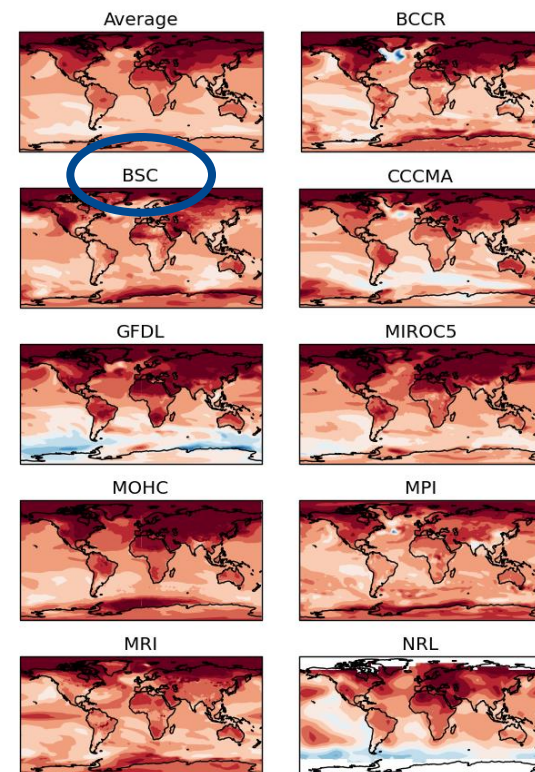 Average
BCCR
BSC
CCCMA
GFDL
MIROC5
MOHC
MPI
MRI
NRL